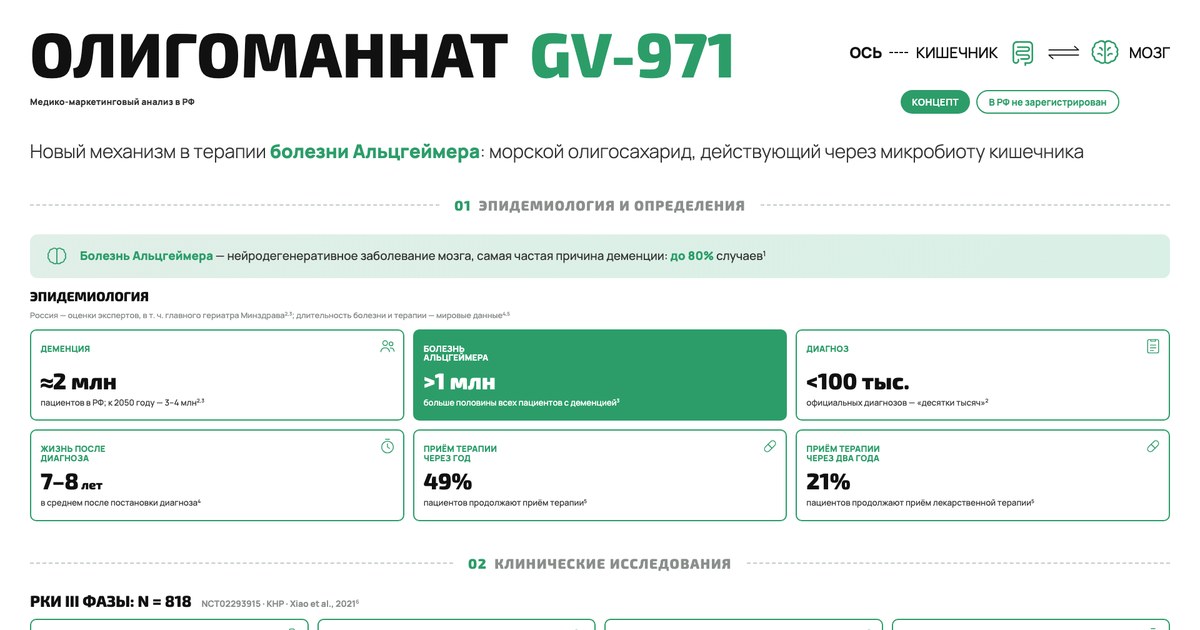 ОЛИГОМАННАТ GV-971
ОСЬ ---- КИШЕЧНИК МОЗГ
Медико-маркетинговый анализ в РФ
КОНЦЕПТ
В РФ не зарегистрирован
Новый механизм в терапии болезни Альцгеймера: морской олигосахарид, действующий через микробиоту кишечника
01 ЭПИДЕМИОЛОГИЯ И ОПРЕДЕЛЕНИЯ
Болезнь Альцгеймера — нейродегенеративное заболевание мозга, самая частая причина деменции: до 80% случаев¹
ЭПИДЕМИОЛОГИЯ
Россия — оценки экспертов, в т. ч. главного гериатра Минздрава²,³; длительность болезни и терапии — мировые данные⁴,⁵
ДЕМЕНЦИЯ
≈2 млн
пациентов в РФ; к 2050 году — 3–4 млн²,³
БОЛЕЗНЬ
АЛЬЦГЕЙМЕРА
>1 млн
больше половины всех пациентов с деменцией³
ДИАГНОЗ
<100 тыс.
официальных диагнозов — «десятки тысяч»²
ЖИЗНЬ ПОСЛЕ
ДИАГНОЗА
7–8 лет
в среднем после постановки диагноза⁴
ПРИЁМ ТЕРАПИИ
ЧЕРЕЗ ГОД
49%
пациентов продолжают приём терапии⁵
ПРИЁМ ТЕРАПИИ
ЧЕРЕЗ ДВА ГОДА
21%
пациентов продолжают приём лекарственной терапии⁵
02 КЛИНИЧЕСКИЕ ИССЛЕДОВАНИЯ
РКИ III ФАЗЫ: N = 818 NCT02293915 · КНР · Xiao et al., 2021⁶